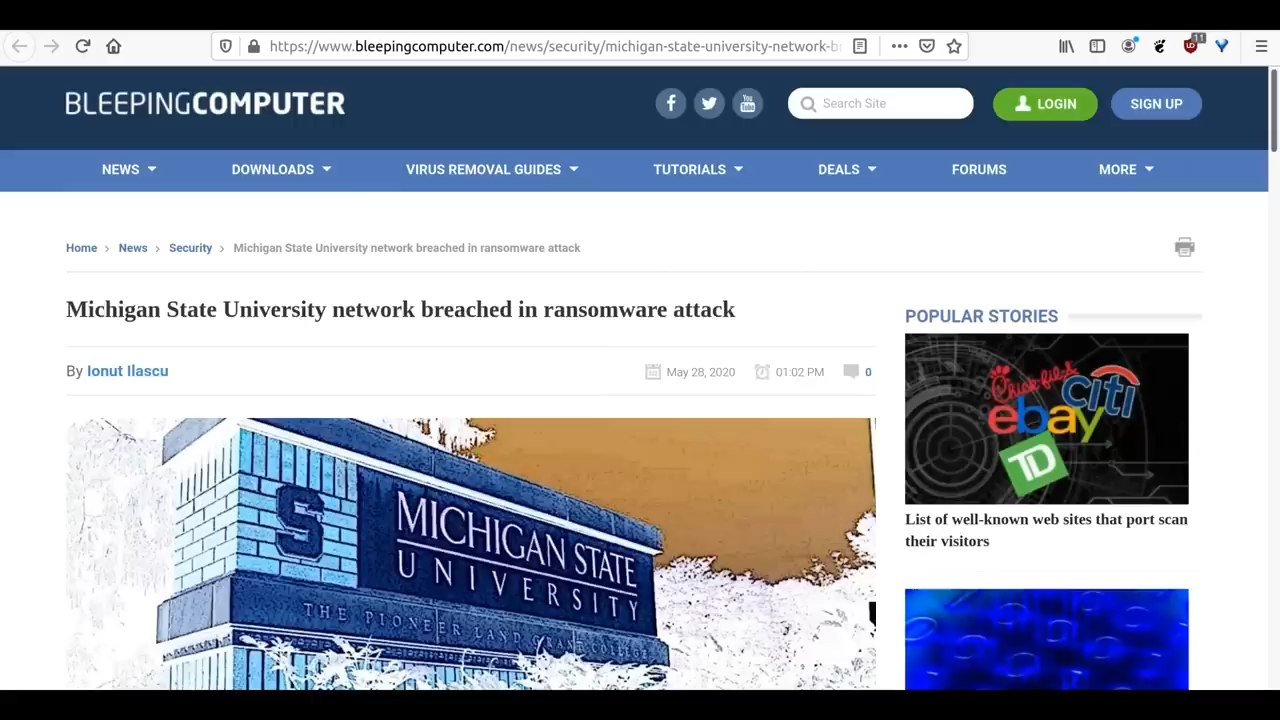 https://www.bleepingcomputer.com/news/security/michigan-state-university-network-b
11
BLEEPINGCOMPUTER
Search Site
LOGIN
SIGN UP
NEWS
DOWNLOADS
VIRUS REMOVAL GUIDES
TUTORIALS
DEALS
FORUMS
MORE
Home > News > Security > Michigan State University network breached in ransomware attack
Michigan State University network breached in ransomware attack
By Ionut Ilascu
May 28, 2020
01:02 PM
0
S
MICHIGAN STATE
UNIVERSITY
THE PIONEER LAND GRANT COLLEGE
POPULAR STORIES
Chick-fil-A
citi
ebay
TD
List of well-known web sites that port scan
their visitors